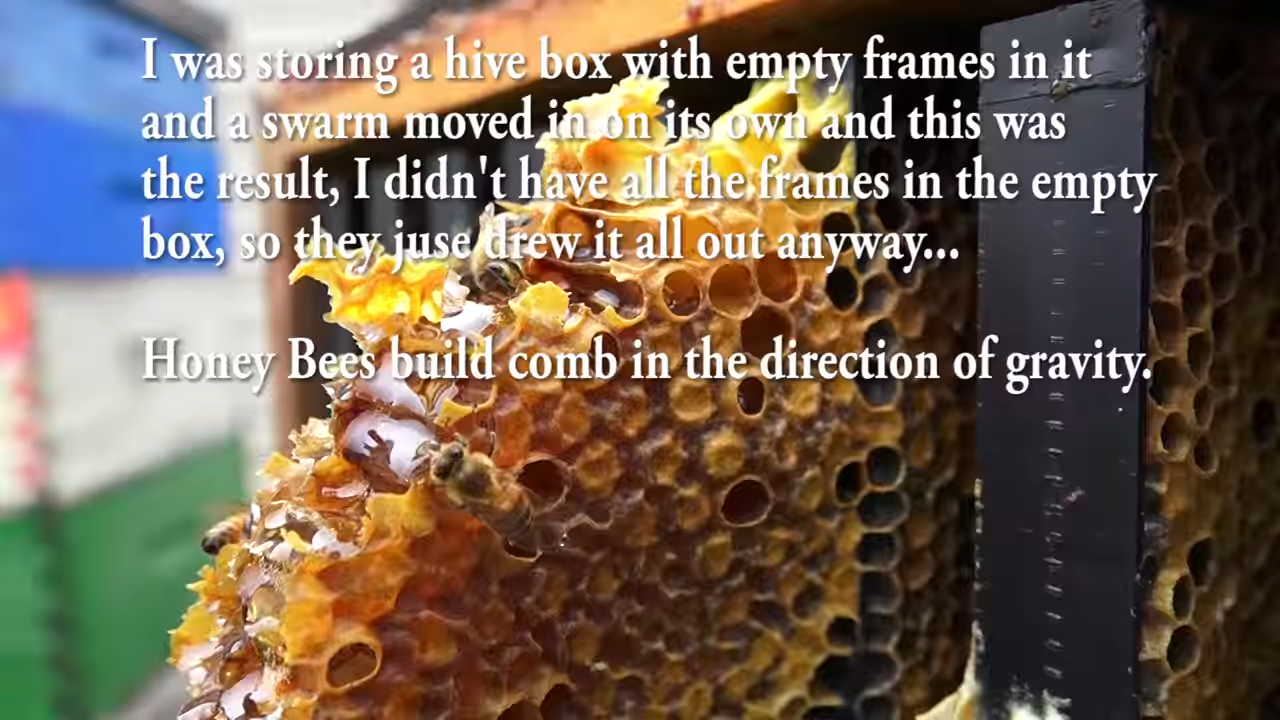 I was storing a hive box with empty frames in it
and a swarm moved in on its own and this was
the result, I didn't have all the frames in the empty
box, so they juse drew it all out anyway...
Honey Bees build comb in the direction of gravity.